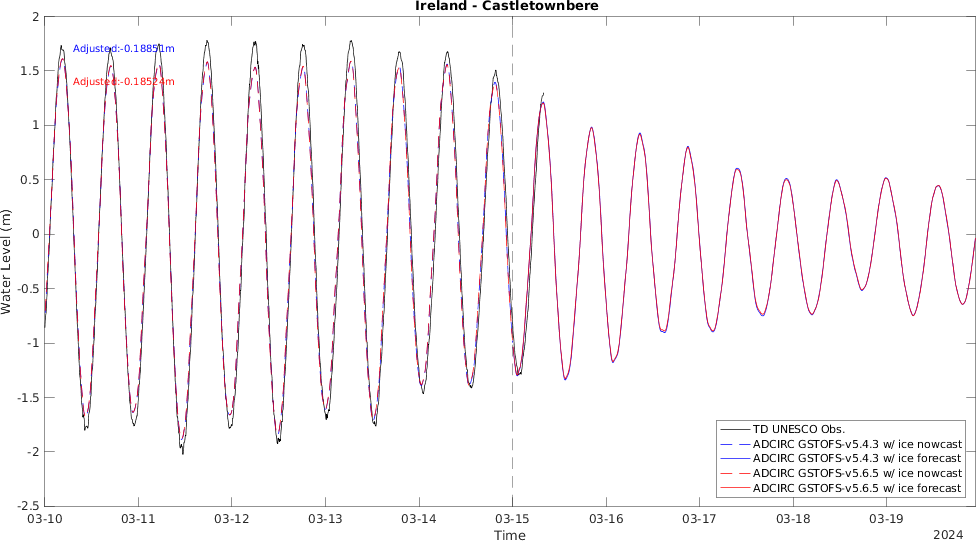 Ireland - Castletownbere
2
1.5
1
0.5
0
-0.5
-1
-1.5
-2
-2.5
Water Level (m)
Adjusted:-0.18851m
Adjusted:-0.18524m
TD UNESCO Obs.
ADCIRC GSTOFS-v5.4.3 w/ ice nowcast
ADCIRC GSTOFS-v5.4.3 w/ ice forecast
ADCIRC GSTOFS-v5.6.5 w/ ice nowcast
ADCIRC GSTOFS-v5.6.5 w/ ice forecast
03-10 03-11 03-12 03-13 03-14 03-15 03-16 03-17 03-18 03-19
Time
2024